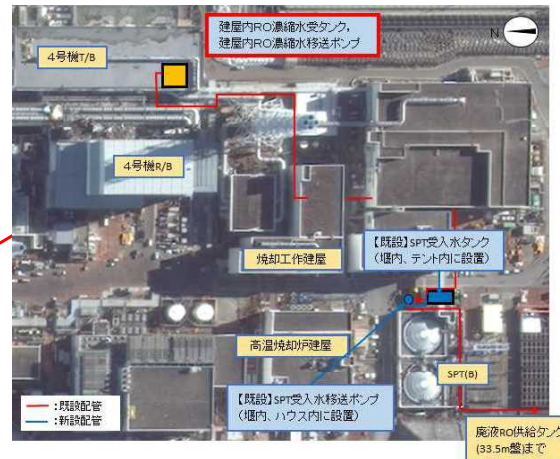 建屋内RO濃縮水受タンク,
建屋内RO濃縮水移送ポンプ
N
4号機T/B
4号機R/B
焼却工作建屋
【既設】SPT受入水タンク
(堰内、テント内に設置)
高温焼却炉建屋
SPT(B)
【既設】SPT受入水移送ポンプ
(堰内、ハウス内に設置)
:既設配管
:新設配管
廃液RO供給タンク
(33.5m盤)まで